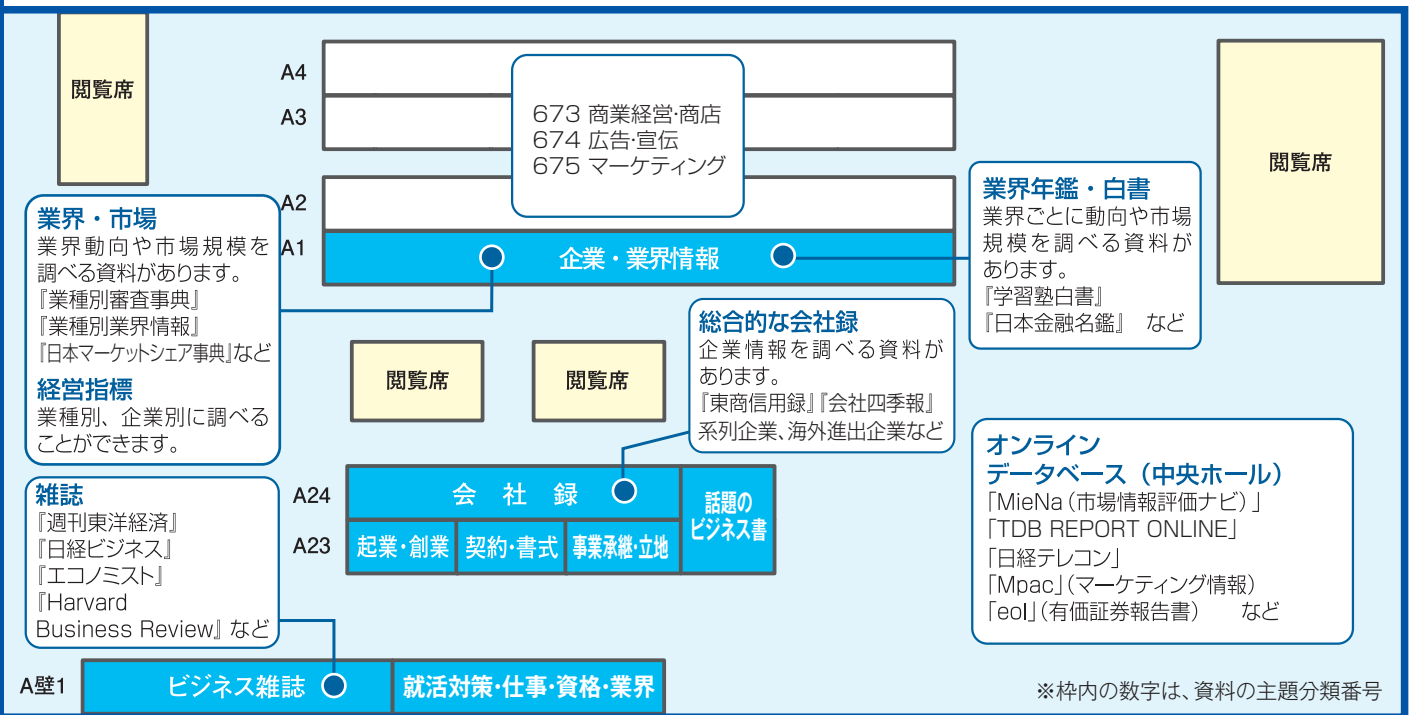 閲覧席
A4
A3
673 商業経営・商店
674 広告・宣伝
675 マーケティング
閲覧席
A2
A1
企業・業界情報
業界・市場
業界動向や市場規模を
調べる資料があります。
『業種別審査事典』
『業種別業界情報』
『日本マーケットシェア事典』など
経営指標
業種別、企業別に調べる
ことができます。
業界年鑑・白書
業界ごとに動向や市場
規模を調べる資料が
あります。
『学習塾白書』
『日本金融名鑑』 など
閲覧席
閲覧席
総合的な会社録
企業情報を調べる資料が
あります。
『東商信用録』『会社四季報』
系列企業、海外進出企業など
A24
会社録
話題の
ビジネス書
A23
起業・創業
契約・書式
事業承継・立地
オンライン
データベース（中央ホール）
「MieNa（市場情報評価ナビ）」
「TDB REPORT ONLINE」
「日経テレコン」
「Mpac」（マーケティング情報）
「eol」（有価証券報告書） など
雑誌
『週刊東洋経済』
『日経ビジネス』
『エコノミスト』
『Harvard
Business Review』など
A壁1
ビジネス雑誌
就活対策・仕事・資格・業界
※枠内の数字は、資料の主題分類番号